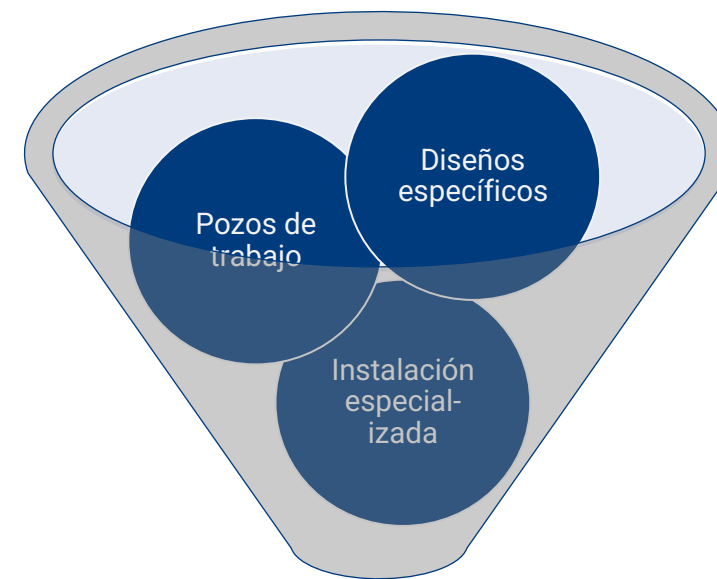 Diseños
específicos
Pozos de
trabajo
Instalación
especial-
izada